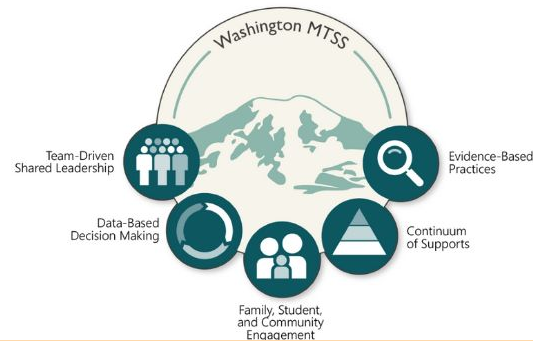 Washington MTSS
Team-Driven
Shared Leadership
Evidence-Based
Practices
Data-Based
Decision Making
Continuum
of Supports
Family, Student,
and Community
Engagement